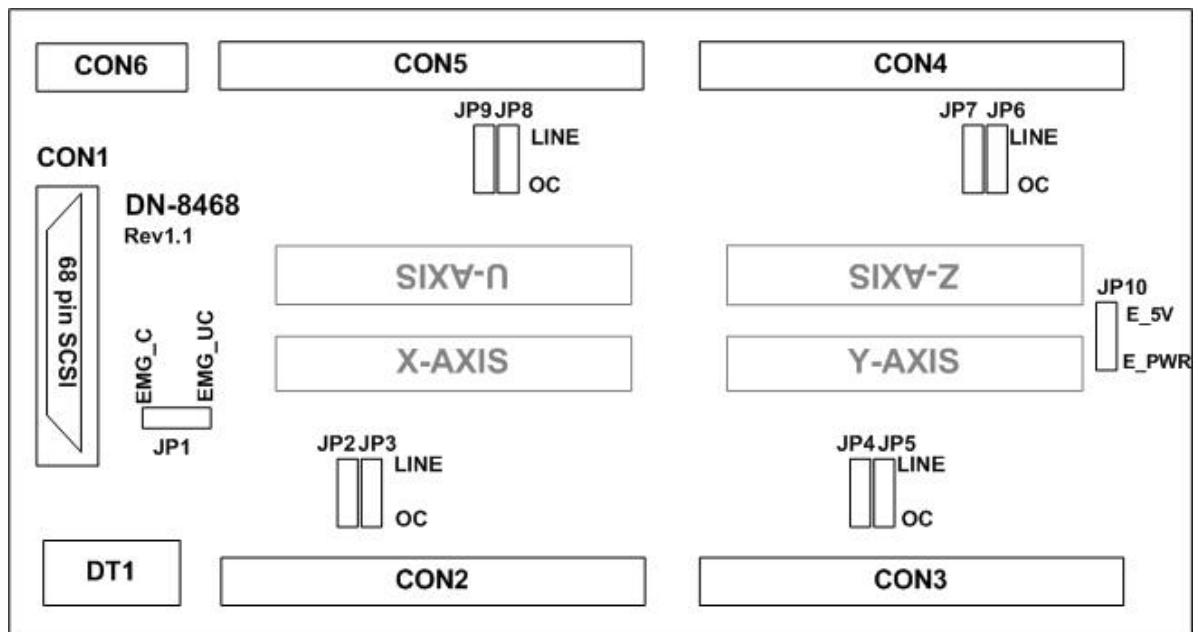 CON6
CON5
CON4
JP9 JP8
LINE
OC
JP7 JP6
LINE
OC
CON1
68 pin SCSI
DN-8468
Rev1.1
U-AXIS
Z-AXIS
X-AXIS
Y-AXIS
JP10
E_5V
E_PWR
EMG_C
EMG_UC
JP1
JP2 JP3
LINE
OC
JP4 JP5
LINE
OC
DT1
CON2
CON3